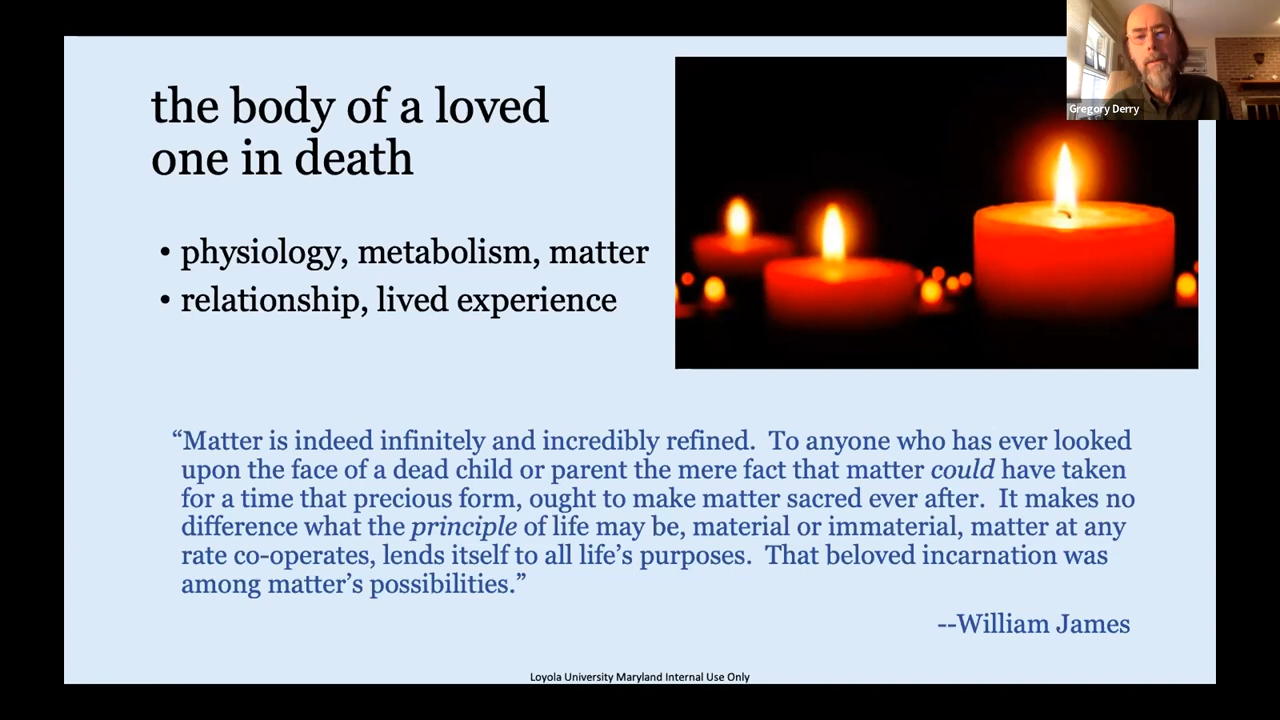 Gregory Derry
the body of a loved
one in death
• physiology, metabolism, matter
• relationship, lived experience
“Matter is indeed infinitely and incredibly refined.  To anyone who has ever looked
upon the face of a dead child or parent the mere fact that matter could have taken
for a time that precious form, ought to make matter sacred ever after.  It makes no
difference what the principle of life may be, material or immaterial, matter at any
rate co-operates, lends itself to all life’s purposes.  That beloved incarnation was
among matter’s possibilities.”
--William James
Loyola University Maryland Internal Use Only